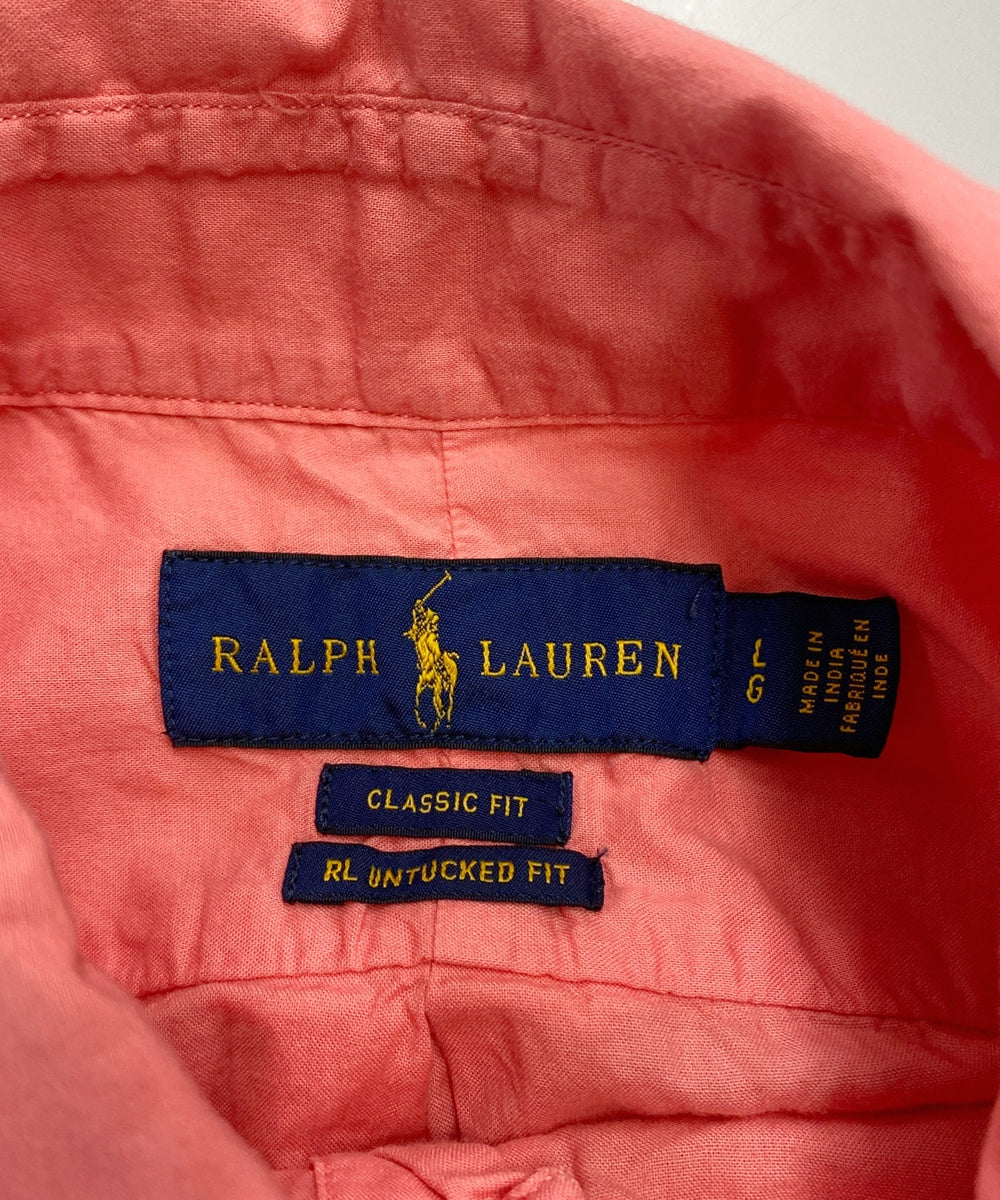 RALPH LAUREN
L
G
MADE IN
INDIA
FABRIQUÉ EN
INDE
CLASSIC FIT
RL UNTUCKED FIT